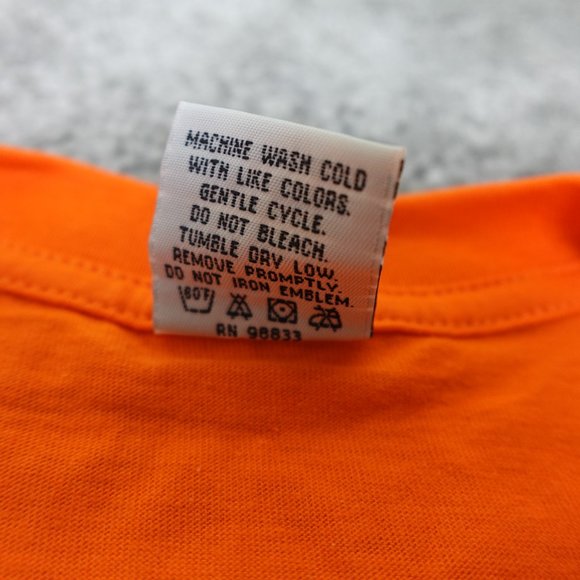 MACHINE WASH COLD
WITH LIKE COLORS.
GENTLE CYCLE.
DO NOT BLEACH.
TUMBLE DRY LOW.
REMOVE PROMPTLY.
DO NOT IRON EMBLEM.
80F
RN 98833